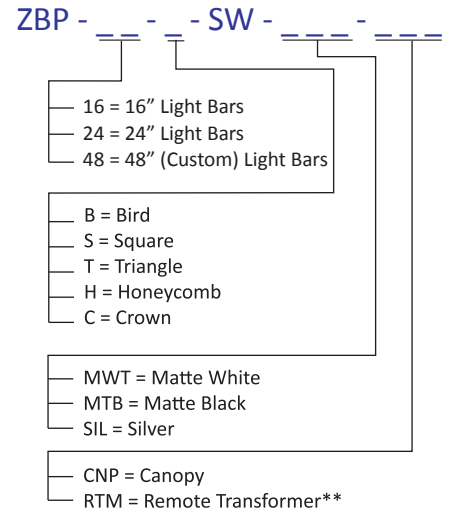 ZBP - _ _ - _ - SW - _ _ _ - _ _ _
16 = 16” Light Bars
24 = 24” Light Bars
48 = 48” (Custom) Light Bars
B = Bird
S = Square
T = Triangle
H = Honeycomb
C = Crown
MWT = Matte White
MTB = Matte Black
SIL = Silver
CNP = Canopy
RTM = Remote Transformer**